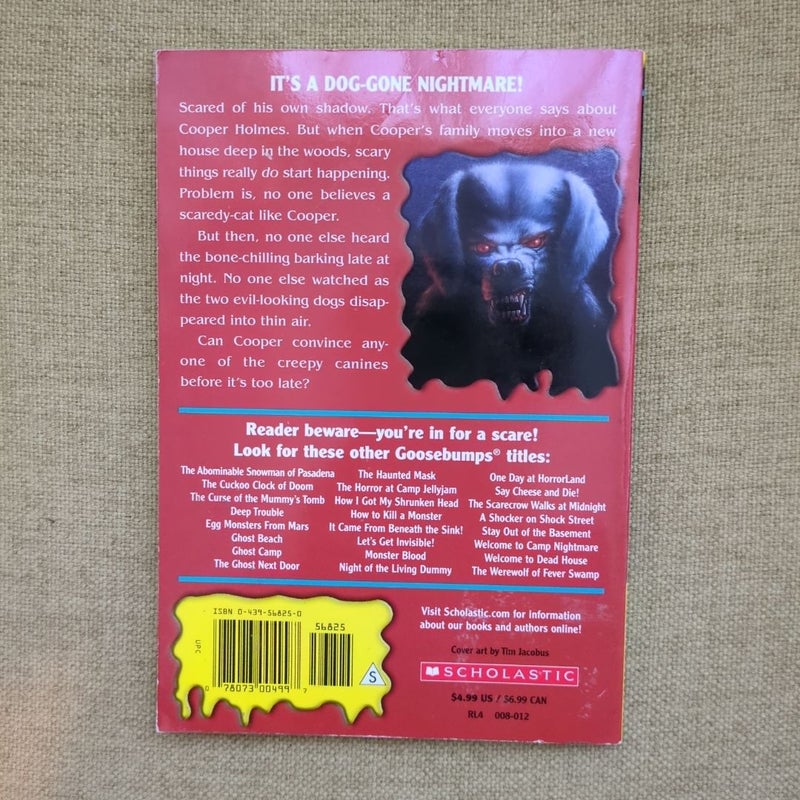 IT'S A DOG-GONE NIGHTMARE!
Scared of his own shadow. That's what everyone says about
Cooper Holmes. But when Cooper's family moves into a new
house deep in the woods, scary
things really do start happening.
Problem is, no one believes a
scaredy-cat like Cooper.
But then, no one else heard
the bone-chilling barking late at
night. No one else watched as
the two evil-looking dogs disap-
peared into thin air.
Can Cooper convince any-
one of the creepy canines
before it's too late?
Reader beware—you're in for a scare!
Look for these other Goosebumps® titles:
The Abominable Snowman of Pasadena
The Cuckoo Clock of Doom
The Curse of the Mummy's Tomb
Deep Trouble
Egg Monsters From Mars
Ghost Beach
Ghost Camp
The Ghost Next Door
The Haunted Mask
The Horror at Camp Jellyjam
How I Got My Shrunken Head
How to Kill a Monster
It Came From Beneath the Sink!
Let's Get Invisible!
Monster Blood
Night of the Living Dummy
One Day at HorrorLand
Say Cheese and Die!
The Scarecrow Walks at Midnight
A Shocker on Shock Street
Stay Out of the Basement
Welcome to Camp Nightmare
Welcome to Dead House
The Werewolf of Fever Swamp
ISBN 0-439-56825-0
56825
UPC
0 78073 00499 7
S
Visit Scholastic.com for information
about our books and authors online!
Cover art by Tim Jacobus
SCHOLASTIC
$4.99 US / $6.99 CAN
RL4 008-012